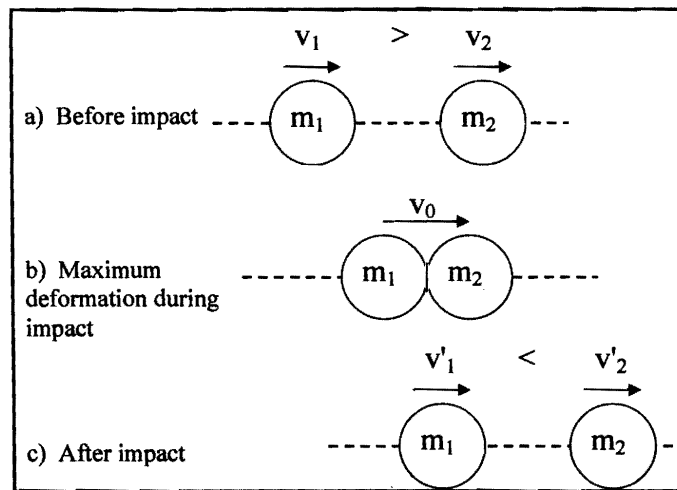 v₁ > v₂
m₁ m₂
a) Before impact
v₀
m₁ m₂
b) Maximum
deformation during
impact
v'₁ < v'₂
m₁ m₂
c) After impact